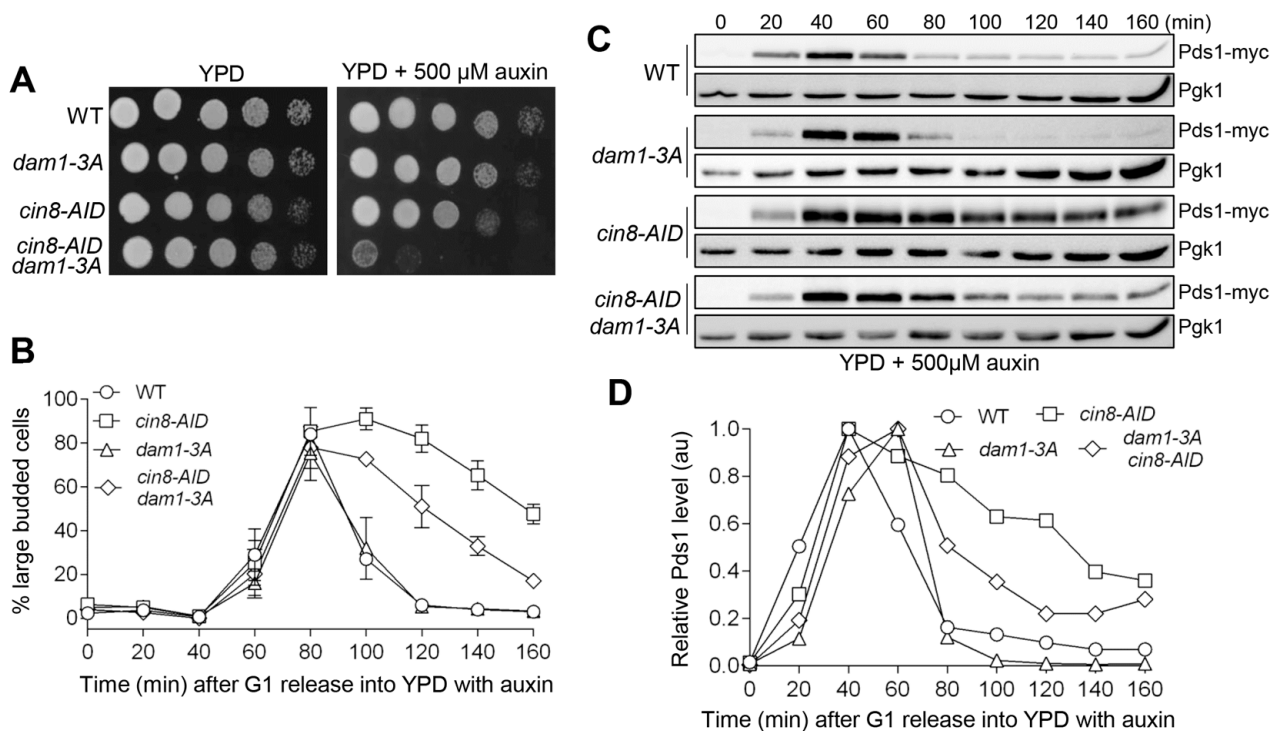 A
YPD
YPD + 500 µM auxin
WT
dam1-3A
cin8-AID
cin8-AID
dam1-3A
B
WT
cin8-AID
dam1-3A
cin8-AID
dam1-3A
% large budded cells
100
80
60
40
20
0
0 20 40 60 80 100 120 140 160
Time (min) after G1 release into YPD with auxin
C
0 20 40 60 80 100 120 140 160 (min)
WT
Pds1-myc
Pgk1
dam1-3A
Pds1-myc
Pgk1
cin8-AID
Pds1-myc
Pgk1
cin8-AID
dam1-3A
Pds1-myc
Pgk1
YPD + 500µM auxin
D
WT
cin8-AID
dam1-3A
dam1-3A
cin8-AID
Relative Pds1 level (au)
1.0
0.8
0.6
0.4
0.2
0.0
0 20 40 60 80 100 120 140 160
Time (min) after G1 release into YPD with auxin